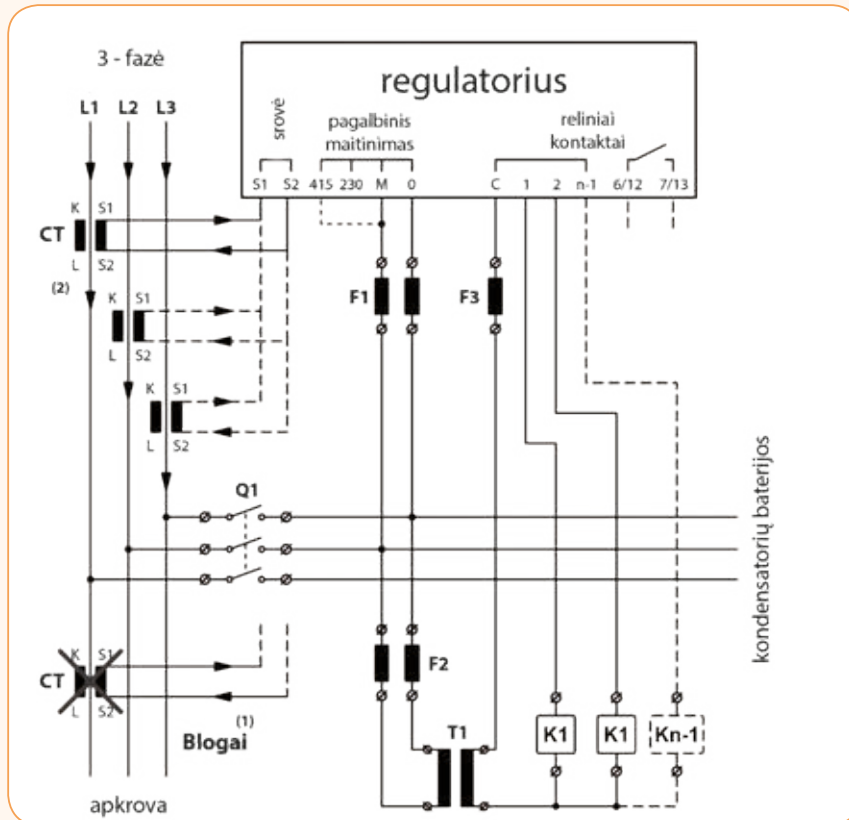 3 - fazė
regulatorius
L1 L2 L3
srovė
pagalbinis
maitinimas
reliniai
kontaktai
S1 S2 415 230 M 0 C 1 2 n-1 6/12 7/13
K S1
CT
L S2
(2)
K S1
L S2
F1
F3
K S1
L S2
Q1
kondensatorių baterijos
K S1
CT
L S2
F2
(1)
Blogai
T1
K1
K1
Kn-1
apkrova